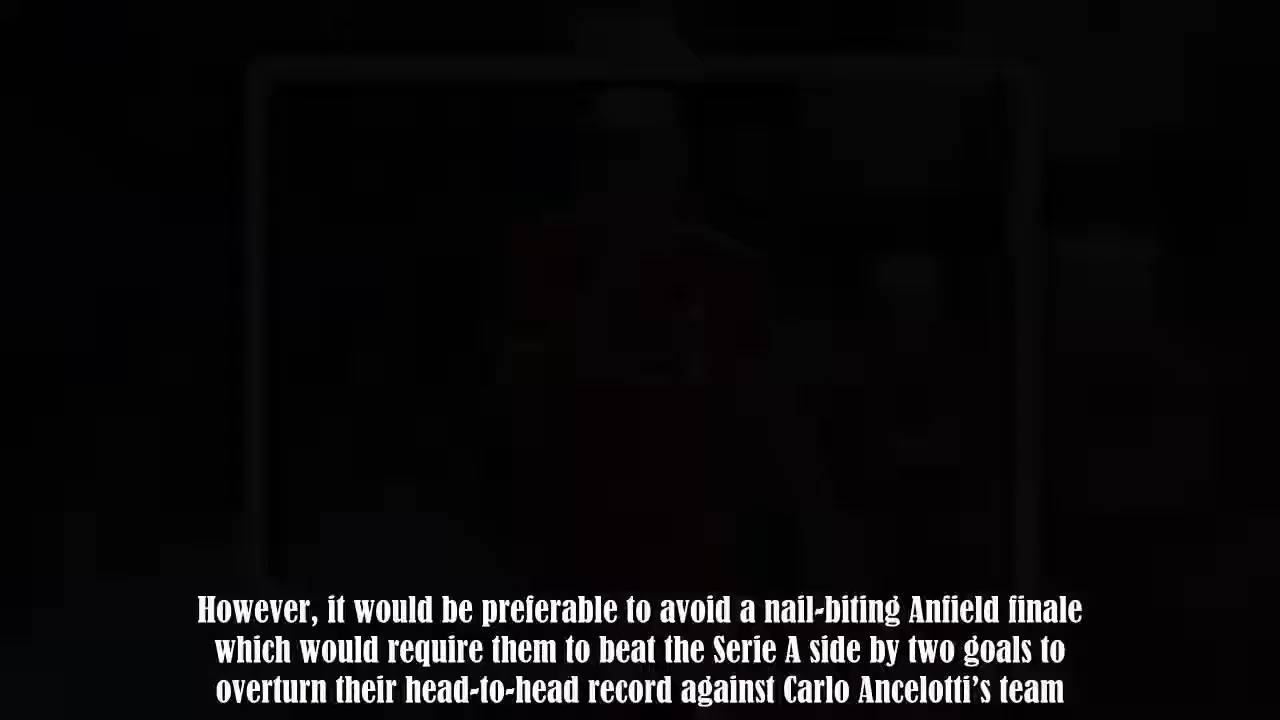 However, it would be preferable to avoid a nail-biting Anfield finale
which would require them to beat the Serie A side by two goals to
overturn their head-to-head record against Carlo Ancelotti’s team